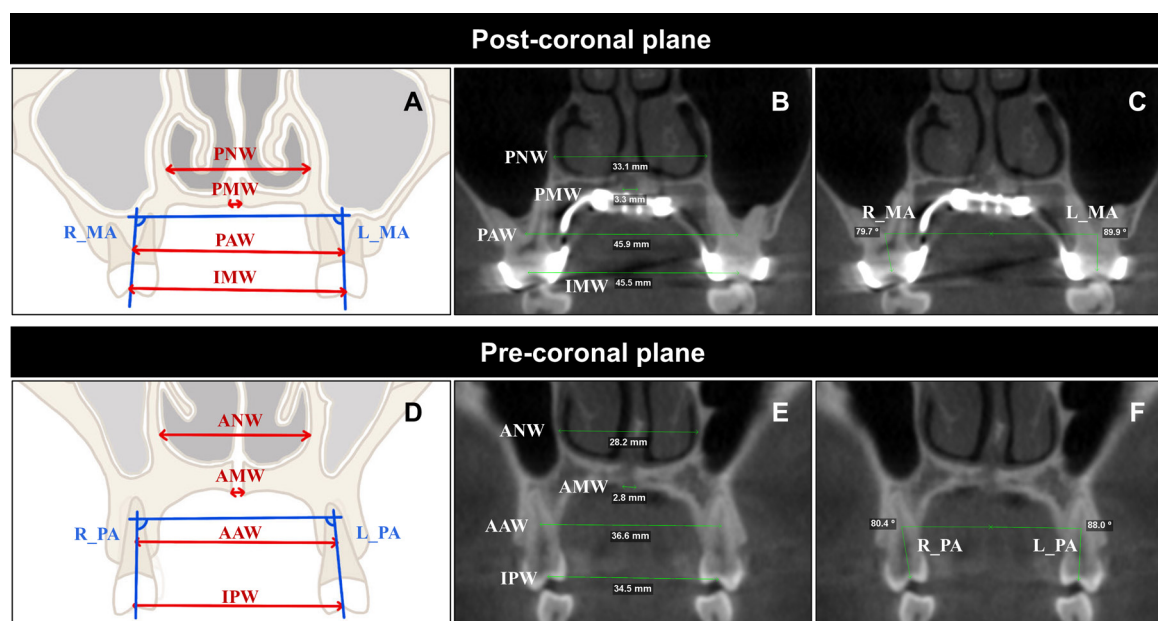 Post-coronal plane
A
PNW
PMW
R_MA
L_MA
PAW
IMW
B
PNW
33.1 mm
PMW
3.3 mm
PAW
45.9 mm
IMW
45.5 mm
C
R_MA
L_MA
79.7 º
89.9 º
Pre-coronal plane
D
ANW
AMW
R_PA
L_PA
AAW
IPW
E
ANW
28.2 mm
AMW
2.8 mm
AAW
36.6 mm
IPW
34.5 mm
F
80.4 º
88.0 º
R_PA
L_PA